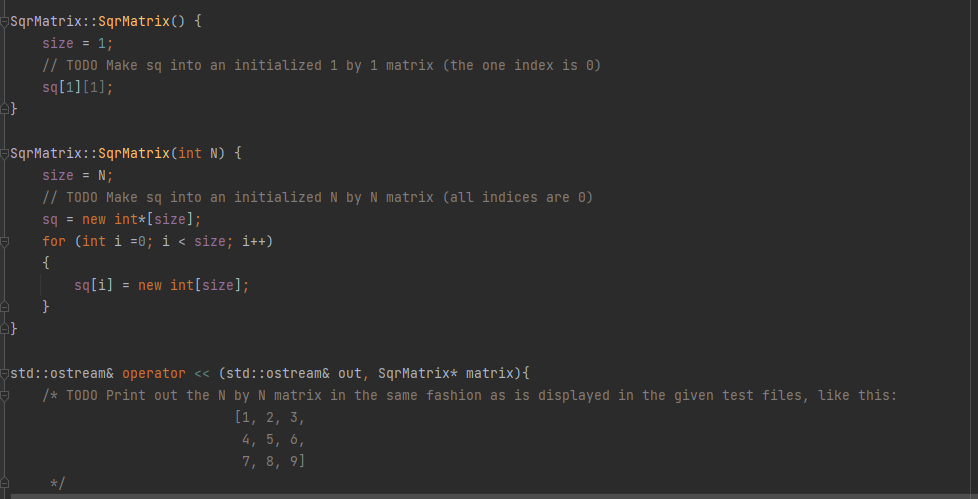 SqrMatrix::SqrMatrix() {
size = 1;
// TODO Make sq into an initialized 1 by 1 matrix (the one index is 0)
sq[1][1];
}
SqrMatrix::SqrMatrix(int N) {
size = N;
// TODO Make sq into an initialized N by N matrix (all indices are 0)
sq = new int*[size];
for (int i =0; i < size; i++)
{
sq[i] = new int[size];
}
}
std::ostream& operator << (std::ostream& out, SqrMatrix* matrix){
/* TODO Print out the N by N matrix in the same fashion as is displayed in the given test files, like this:
[1, 2, 3,
4, 5, 6,
7, 8, 9]
*/